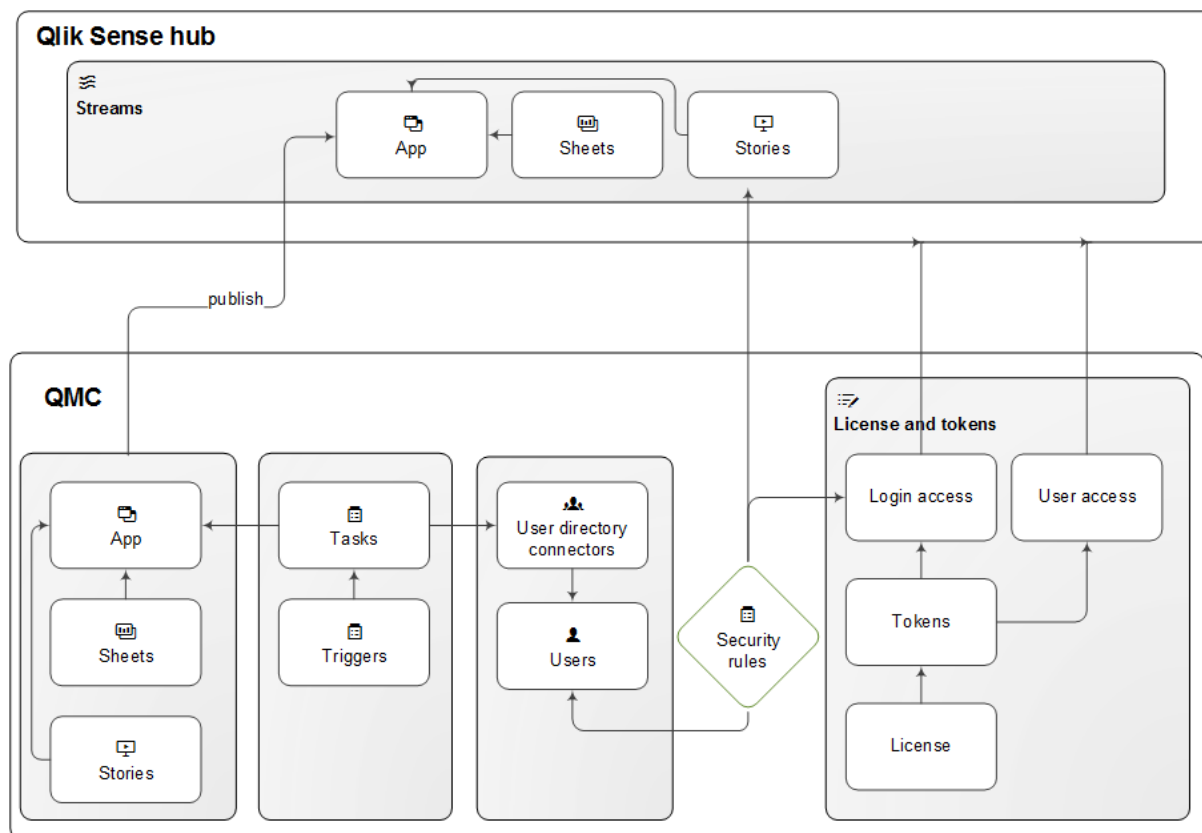 Qlik Sense hub
Streams
App
Sheets
Stories
publish
QMC
License and tokens
App
Sheets
Stories
Tasks
Triggers
User directory
connectors
Users
Security
rules
Login access
User access
Tokens
License